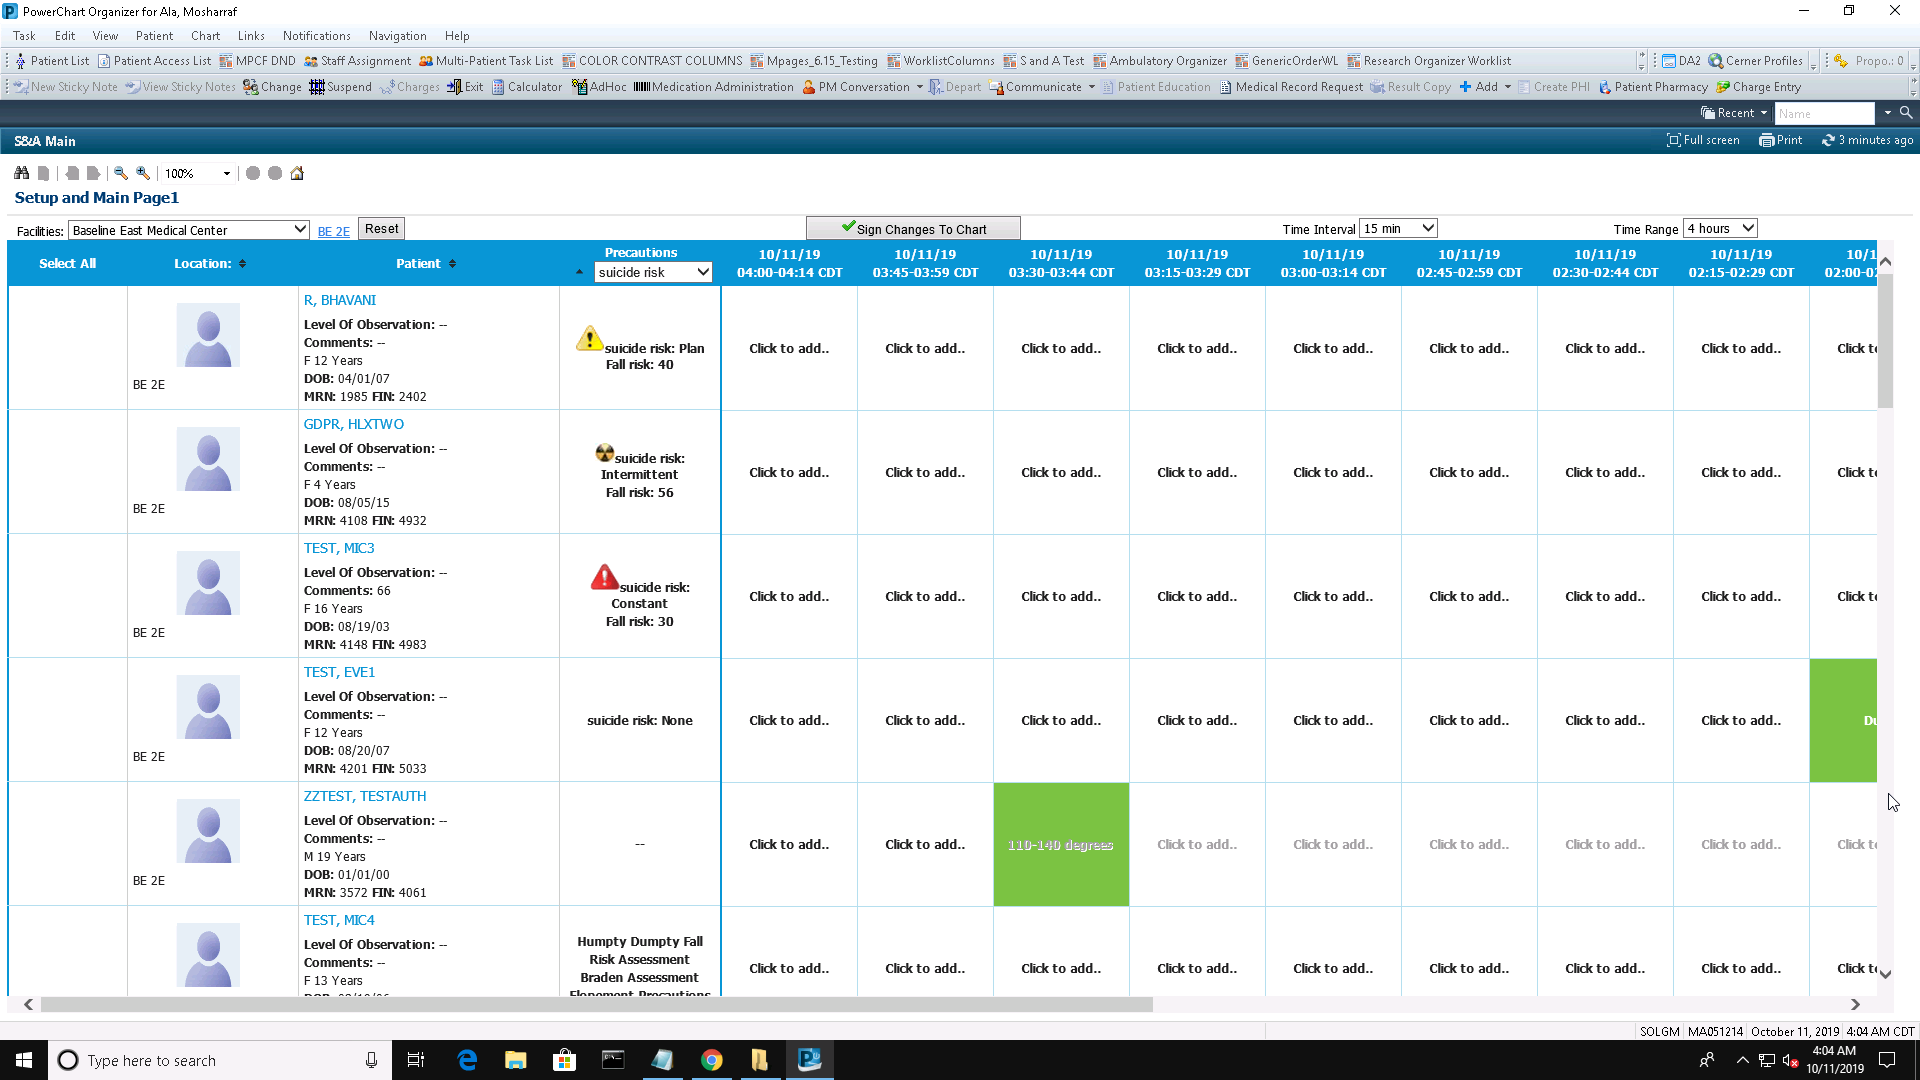 PowerChart Organizer for Ala, Mosharraf
Task Edit View Patient Chart Links Notifications Navigation Help
Patient List Patient Access List MPCF DND Staff Assignment Multi-Patient Task List COLOR CONTRAST COLUMNS Mpages_6.15_Testing WorklistColumns S and A Test Ambulatory Organizer GenericOrderWL Research Organizer Worklist DA2 Cerner Profiles Propo.: 0
New Sticky Note View Sticky Notes Change Suspend Charges Exit Calculator AdHoc Medication Administration PM Conversation Depart Communicate Patient Education Medical Record Request Result Copy Add Create PHI Patient Pharmacy Charge Entry
Recent Name
S&A Main Full screen Print 3 minutes ago
100%
Setup and Main Page1
Facilities: Baseline East Medical Center BE 2E Reset Sign Changes To Chart Time Interval 15 min Time Range 4 hours
Select All Location: Patient Precautions suicide risk
10/11/19 04:00-04:14 CDT
10/11/19 03:45-03:59 CDT
10/11/19 03:30-03:44 CDT
10/11/19 03:15-03:29 CDT
10/11/19 03:00-03:14 CDT
10/11/19 02:45-02:59 CDT
10/11/19 02:30-02:44 CDT
10/11/19 02:15-02:29 CDT
10/1
02:00-02
BE 2E
R, BHAVANI
Level Of Observation: --
Comments: --
F 12 Years
DOB: 04/01/07
MRN: 1985 FIN: 2402
suicide risk: Plan
Fall risk: 40
Click to add.. Click to add.. Click to add.. Click to add.. Click to add.. Click to add.. Click to add.. Click to add.. Click t
BE 2E
GDPR, HLXTWO
Level Of Observation: --
Comments: --
F 4 Years
DOB: 08/05/15
MRN: 4108 FIN: 4932
suicide risk:
Intermittent
Fall risk: 56
Click to add.. Click to add.. Click to add.. Click to add.. Click to add.. Click to add.. Click to add.. Click to add.. Click t
BE 2E
TEST, MIC3
Level Of Observation: --
Comments: 66
F 16 Years
DOB: 08/19/03
MRN: 4148 FIN: 4983
suicide risk:
Constant
Fall risk: 30
Click to add.. Click to add.. Click to add.. Click to add.. Click to add.. Click to add.. Click to add.. Click to add.. Click t
BE 2E
TEST, EVE1
Level Of Observation: --
Comments: --
F 12 Years
DOB: 08/20/07
MRN: 4201 FIN: 5033
suicide risk: None
Click to add.. Click to add.. Click to add.. Click to add.. Click to add.. Click to add.. Click to add.. Click to add.. Du
BE 2E
ZZTEST, TESTAUTH
Level Of Observation: --
Comments: --
M 19 Years
DOB: 01/01/00
MRN: 3572 FIN: 4061
--
Click to add.. Click to add.. 110-140 degrees Click to add.. Click to add.. Click to add.. Click to add.. Click to add.. Click t
TEST, MIC4
Level Of Observation: --
Comments: --
F 13 Years
Humpty Dumpty Fall
Risk Assessment
Braden Assessment
Elopement Precautions
Click to add.. Click to add.. Click to add.. Click to add.. Click to add.. Click to add.. Click to add.. Click to add.. Click t
SOLGM MA051214 October 11, 2019 4:04 AM CDT
Type here to search
4:04 AM
10/11/2019